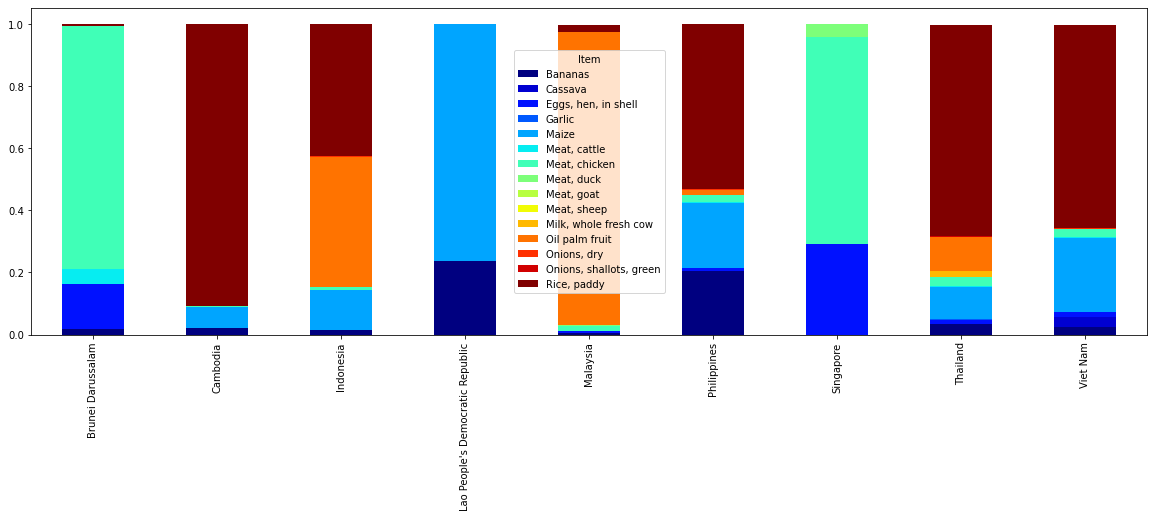 1.0
0.8
0.6
0.4
0.2
0.0
Item
Bananas
Cassava
Eggs, hen, in shell
Garlic
Maize
Meat, cattle
Meat, chicken
Meat, duck
Meat, goat
Meat, sheep
Milk, whole fresh cow
Oil palm fruit
Onions, dry
Onions, shallots, green
Rice, paddy
Brunei Darussalam
Cambodia
Indonesia
Lao People's Democratic Republic
Malaysia
Philippines
Singapore
Thailand
Viet Nam